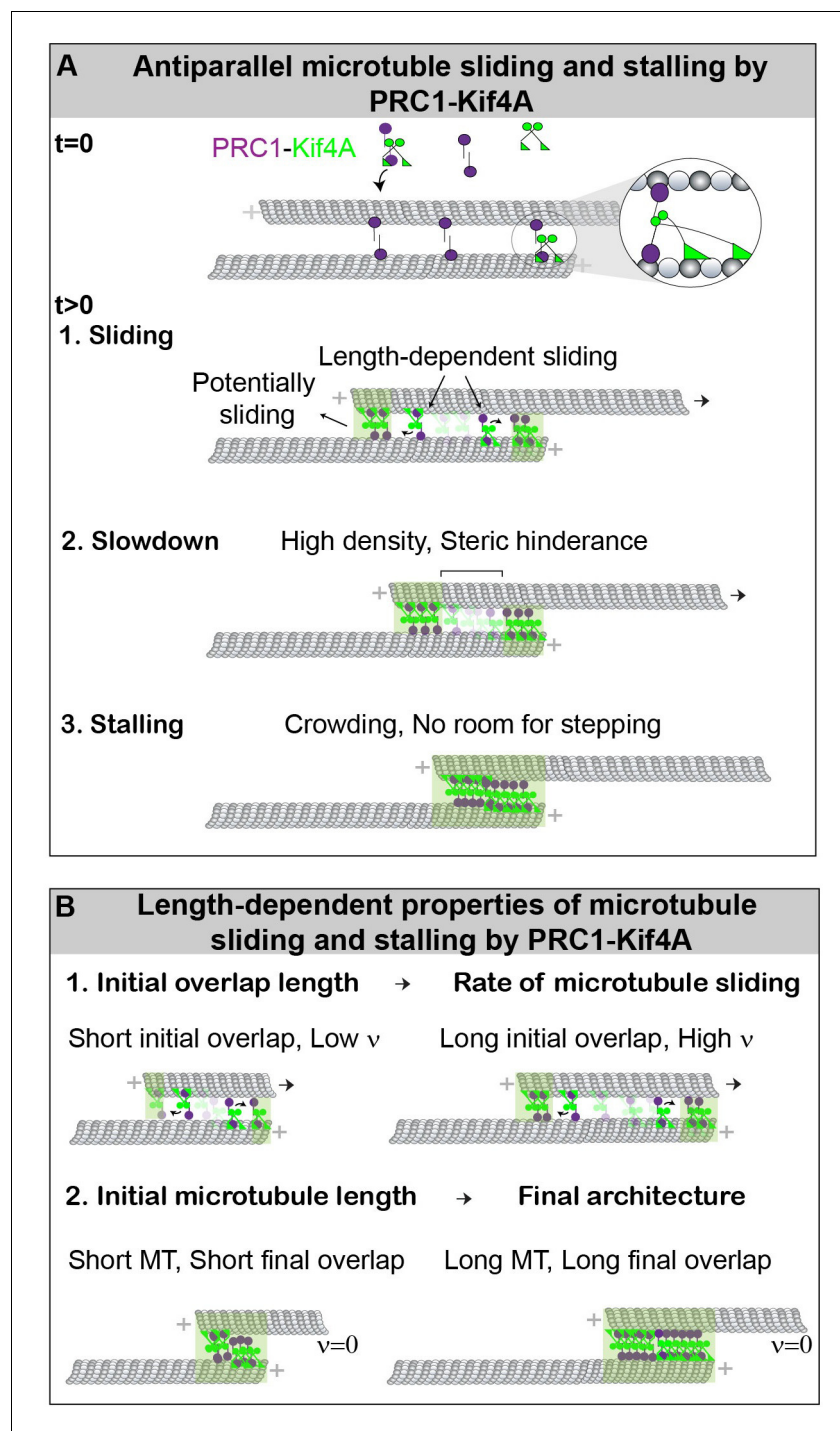 A Antiparallel microtuble sliding and stalling by
PRC1-Kif4A
t=0
PRC1-Kif4A
+
+
t>0
1. Sliding
Length-dependent sliding
Potentially
sliding
+
+
2. Slowdown High density, Steric hinderance
+
+
3. Stalling Crowding, No room for stepping
+
+
B Length-dependent properties of microtubule
sliding and stalling by PRC1-Kif4A
1. Initial overlap length → Rate of microtubule sliding
Short initial overlap, Low ν Long initial overlap, High ν
+ +
+ +
2. Initial microtubule length → Final architecture
Short MT, Short final overlap Long MT, Long final overlap
+ +
ν=0 ν=0
+ +